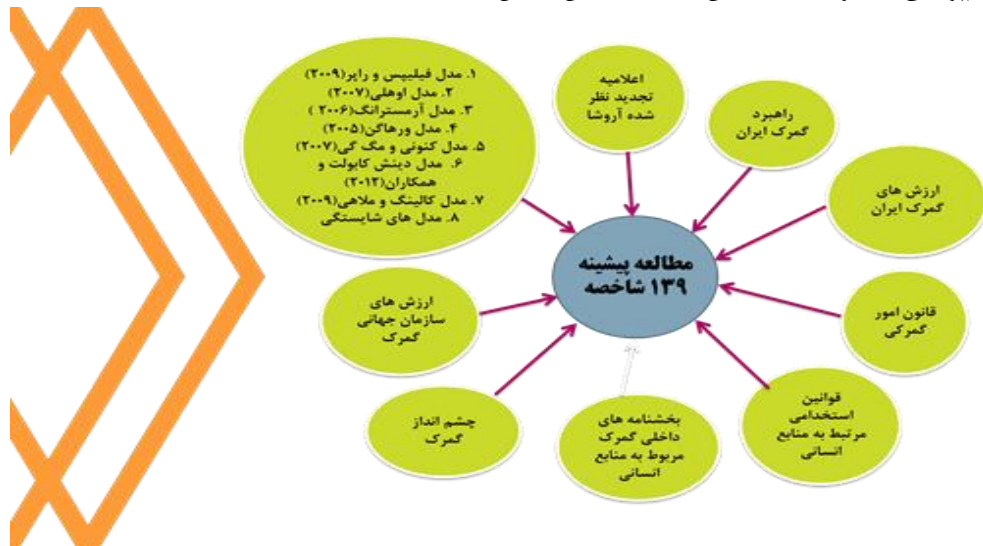 ۱. مدل فیلیپس و راپر(۲۰۰۹)
۲. مدل اوهلی(۲۰۰۷)
۳. مدل آرمسترانگ(۲۰۰۶ )
۴. مدل ورهاگن(۲۰۰۵)
۵. مدل کنونی و مگ کی(۲۰۰۷)
۶. مدل دینش کابولت و
همکاران(۲۰۱۲)
۷. مدل کالینگ و ملاهی(۲۰۰۹)
۸. مدل های شایستگی
اعلامیه
تجدید نظر
شده آروشا
راهبرد
گمرک ایران
ارزش های
گمرک ایران
مطالعه پیشینه
۱۳۹ شاخصه
قانون امور
گمرکی
ارزش های
سازمان جهانی
گمرک
قوانین
استخدامی
مرتبط به منابع
انسانی
بخشنامه های
داخلی گمرک
مربوط به منابع
انسانی
چشم انداز
گمرک